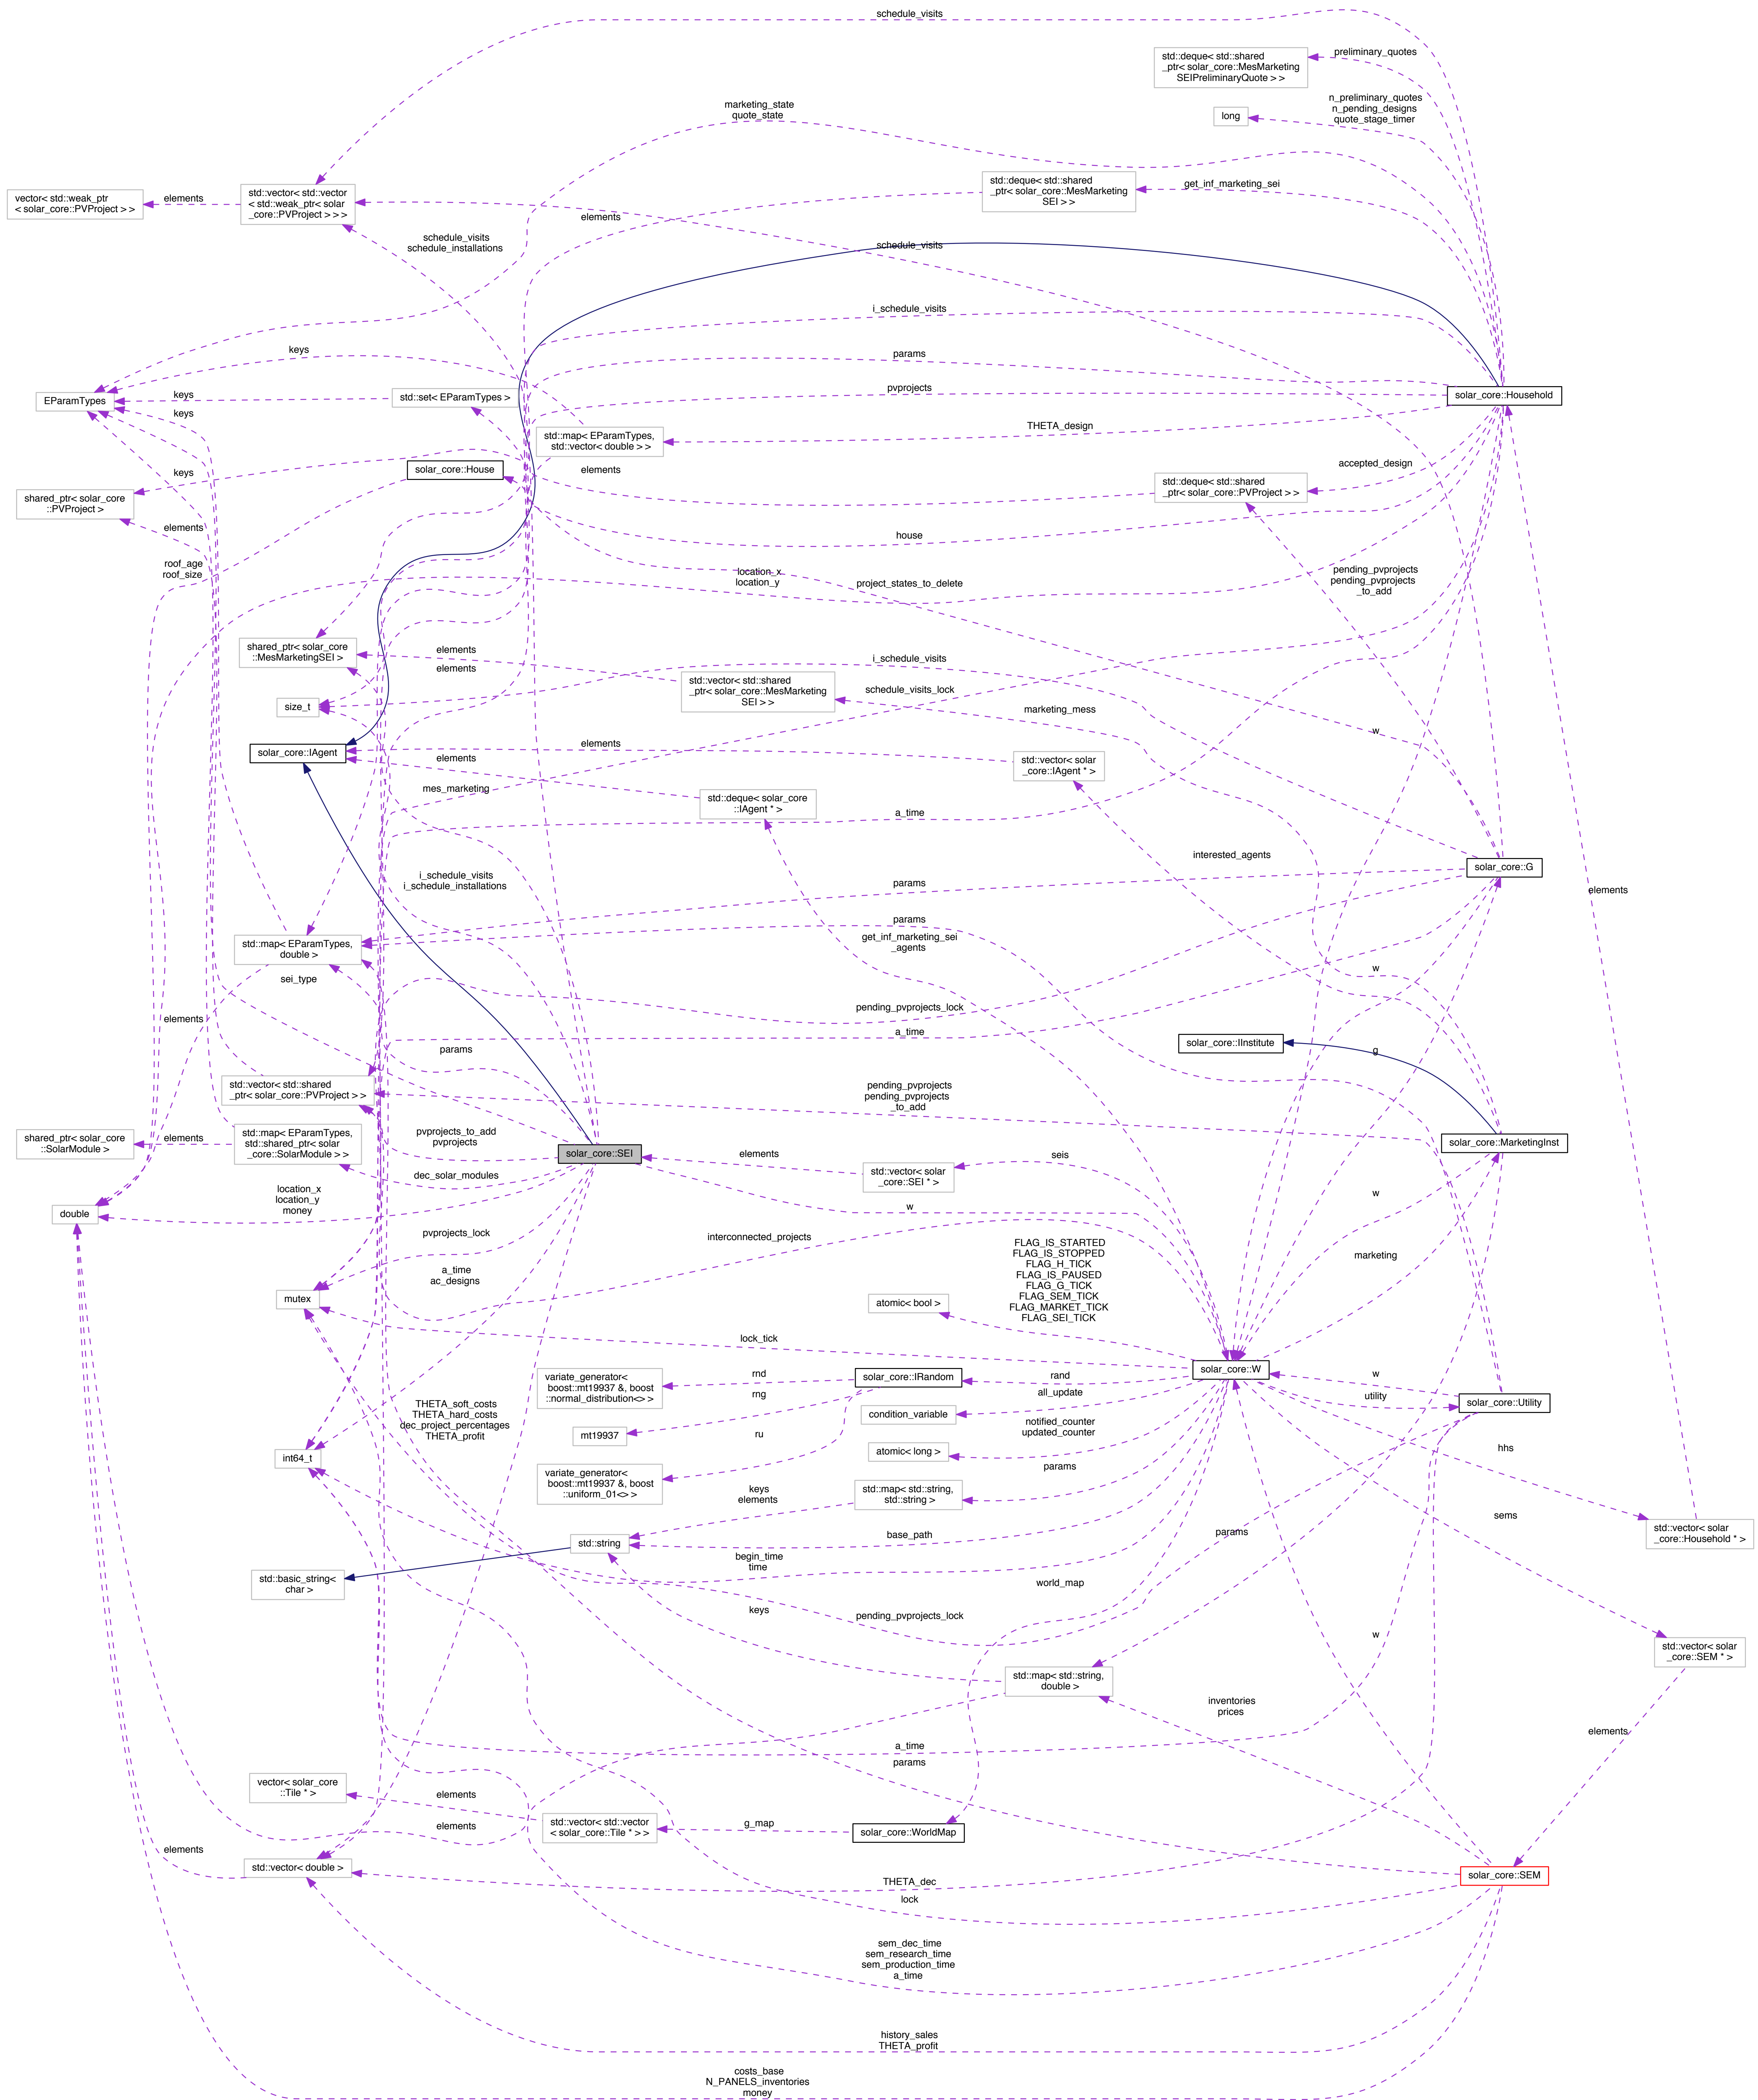 schedule_visits
std::deque< std::shared
_ptr< solar_core::MesMarketing
SEIPreliminaryQuote > >
preliminary_quotes
n_preliminary_quotes
n_pending_designs
quote_stage_timer
long
marketing_state
quote_state
std::deque< std::shared
_ptr< solar_core::MesMarketing
SEI > >
get_inf_marketing_sei
vector< std::weak_ptr
< solar_core::PVProject > >
elements
std::vector< std::vector
< std::weak_ptr< solar
_core::PVProject > > >
elements
schedule_visits
schedule_installations
schedule_visits
i_schedule_visits
keys
params
EParamTypes
keys
std::set< EParamTypes >
pvprojects
solar_core::Household
keys
std::map< EParamTypes,
std::vector< double > >
THETA_design
solar_core::House
keys
elements
accepted_design
std::deque< std::shared
_ptr< solar_core::PVProject > >
shared_ptr< solar_core
::PVProject >
elements
house
roof_age
roof_size
location_x
location_y
project_states_to_delete
pending_pvprojects
pending_pvprojects
_to_add
shared_ptr< solar_core
::MesMarketingSEI >
elements
elements
i_schedule_visits
std::vector< std::shared
_ptr< solar_core::MesMarketing
SEI > >
schedule_visits_lock
size_t
marketing_mess
w
solar_core::IAgent
elements
elements
std::vector< solar
_core::IAgent * >
mes_marketing
std::deque< solar_core
::IAgent * >
a_time
interested_agents
solar_core::G
elements
i_schedule_visits
i_schedule_installations
params
params
std::map< EParamTypes,
double >
get_inf_marketing_sei
_agents
w
sei_type
elements
pending_pvprojects_lock
a_time
solar_core::IInstitute
params
g
std::vector< std::shared
_ptr< solar_core::PVProject > >
pending_pvprojects
pending_pvprojects
_to_add
shared_ptr< solar_core
::SolarModule >
elements
std::map< EParamTypes,
std::shared_ptr< solar
_core::SolarModule > >
pvprojects_to_add
pvprojects
solar_core::SEI
elements
std::vector< solar
_core::SEI * >
seis
solar_core::MarketingInst
dec_solar_modules
w
w
double
location_x
location_y
money
pvprojects_lock
interconnected_projects
FLAG_IS_STARTED
FLAG_IS_STOPPED
FLAG_H_TICK
FLAG_IS_PAUSED
FLAG_G_TICK
FLAG_SEM_TICK
FLAG_MARKET_TICK
FLAG_SEI_TICK
marketing
a_time
ac_designs
mutex
atomic< bool >
lock_tick
solar_core::W
variate_generator<
boost::mt19937 &, boost
::normal_distribution<> >
rnd
solar_core::IRandom
rand
w
utility
solar_core::Utility
rng
all_update
condition_variable
THETA_soft_costs
THETA_hard_costs
dec_project_percentages
THETA_profit
mt19937
notified_counter
updated_counter
ru
atomic< long >
hhs
int64_t
params
variate_generator<
boost::mt19937 &, boost
::uniform_01<> >
keys
elements
std::map< std::string,
std::string >
sems
std::string
base_path
params
std::vector< solar
_core::Household * >
std::basic_string<
char >
begin_time
time
world_map
keys
pending_pvprojects_lock
w
std::vector< solar
_core::SEM * >
std::map< std::string,
double >
inventories
prices
elements
a_time
params
vector< solar_core
::Tile * >
elements
std::vector< std::vector
< solar_core::Tile * > >
g_map
solar_core::WorldMap
elements
elements
std::vector< double >
THETA_dec
solar_core::SEM
lock
sem_dec_time
sem_research_time
sem_production_time
a_time
history_sales
THETA_profit
costs_base
N_PANELS_inventories
money